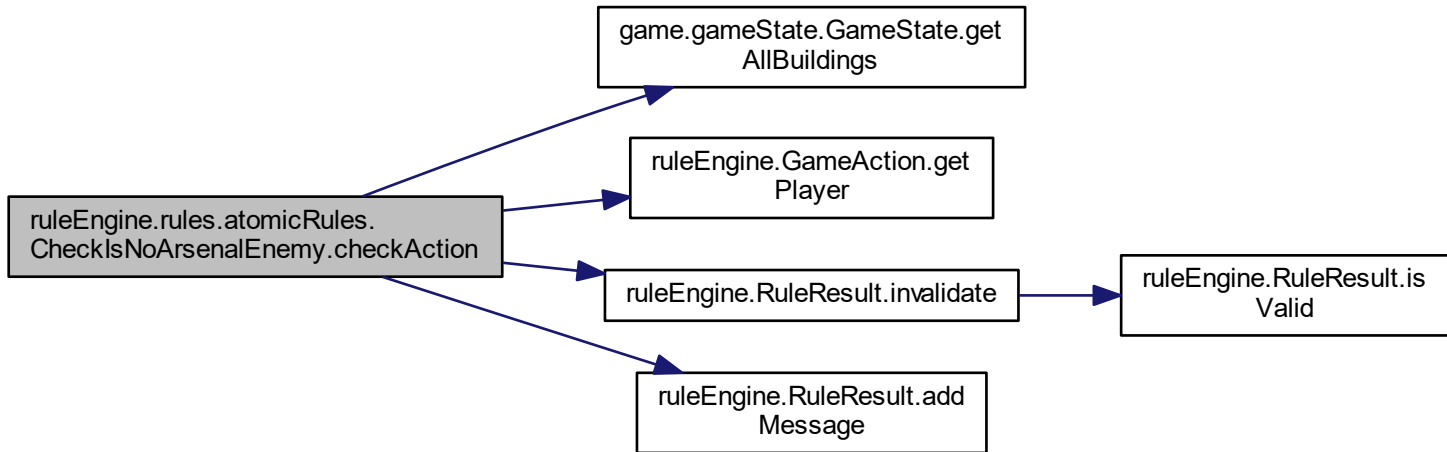 game.gameState.GameState.get
AllBuildings
ruleEngine.GameAction.get
Player
ruleEngine.rules.atomicRules.
CheckIsNoArsenalEnemy.checkAction
ruleEngine.RuleResult.invalidate
ruleEngine.RuleResult.is
Valid
ruleEngine.RuleResult.add
Message